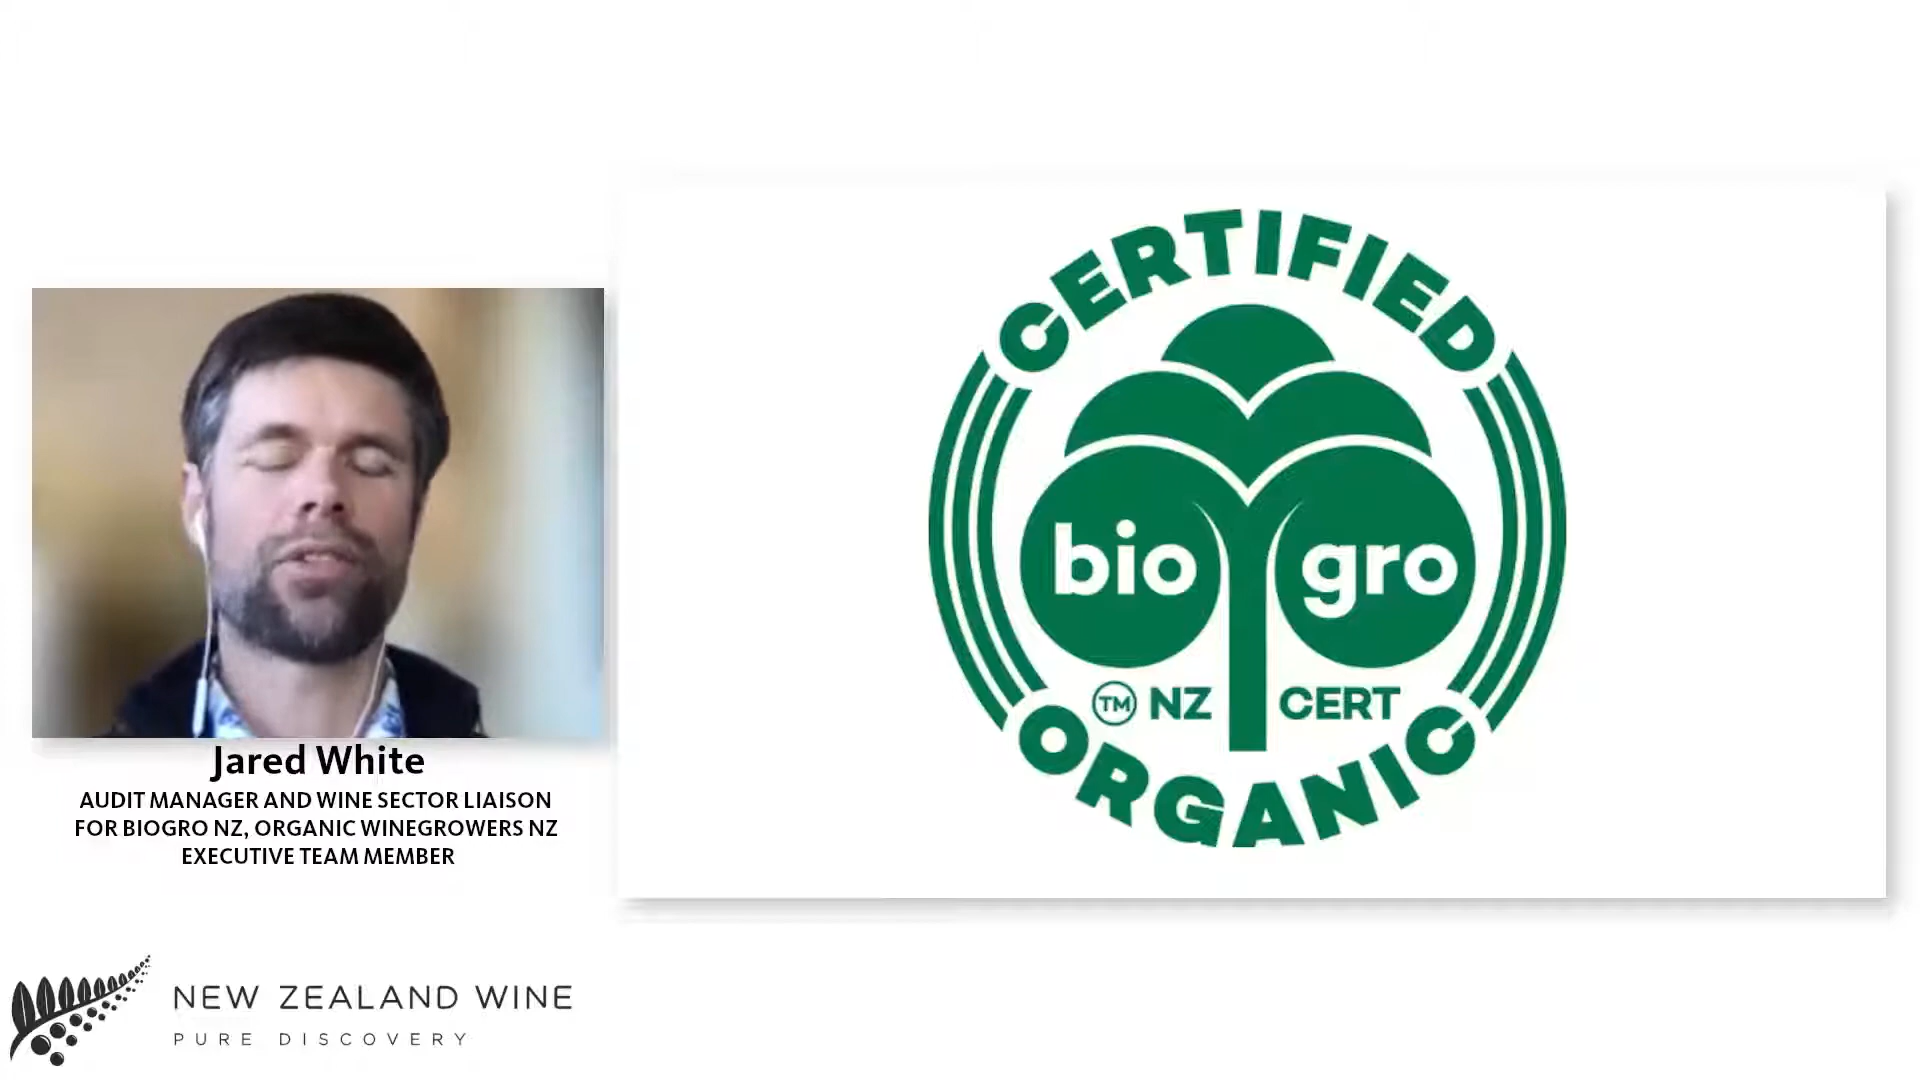 CERTIFIED
bio gro
TM NZ CERT
ORGANIC
Jared White
AUDIT MANAGER AND WINE SECTOR LIAISON
FOR BIOGRO NZ, ORGANIC WINEGROWERS NZ
EXECUTIVE TEAM MEMBER
NEW ZEALAND WINE
PURE DISCOVERY